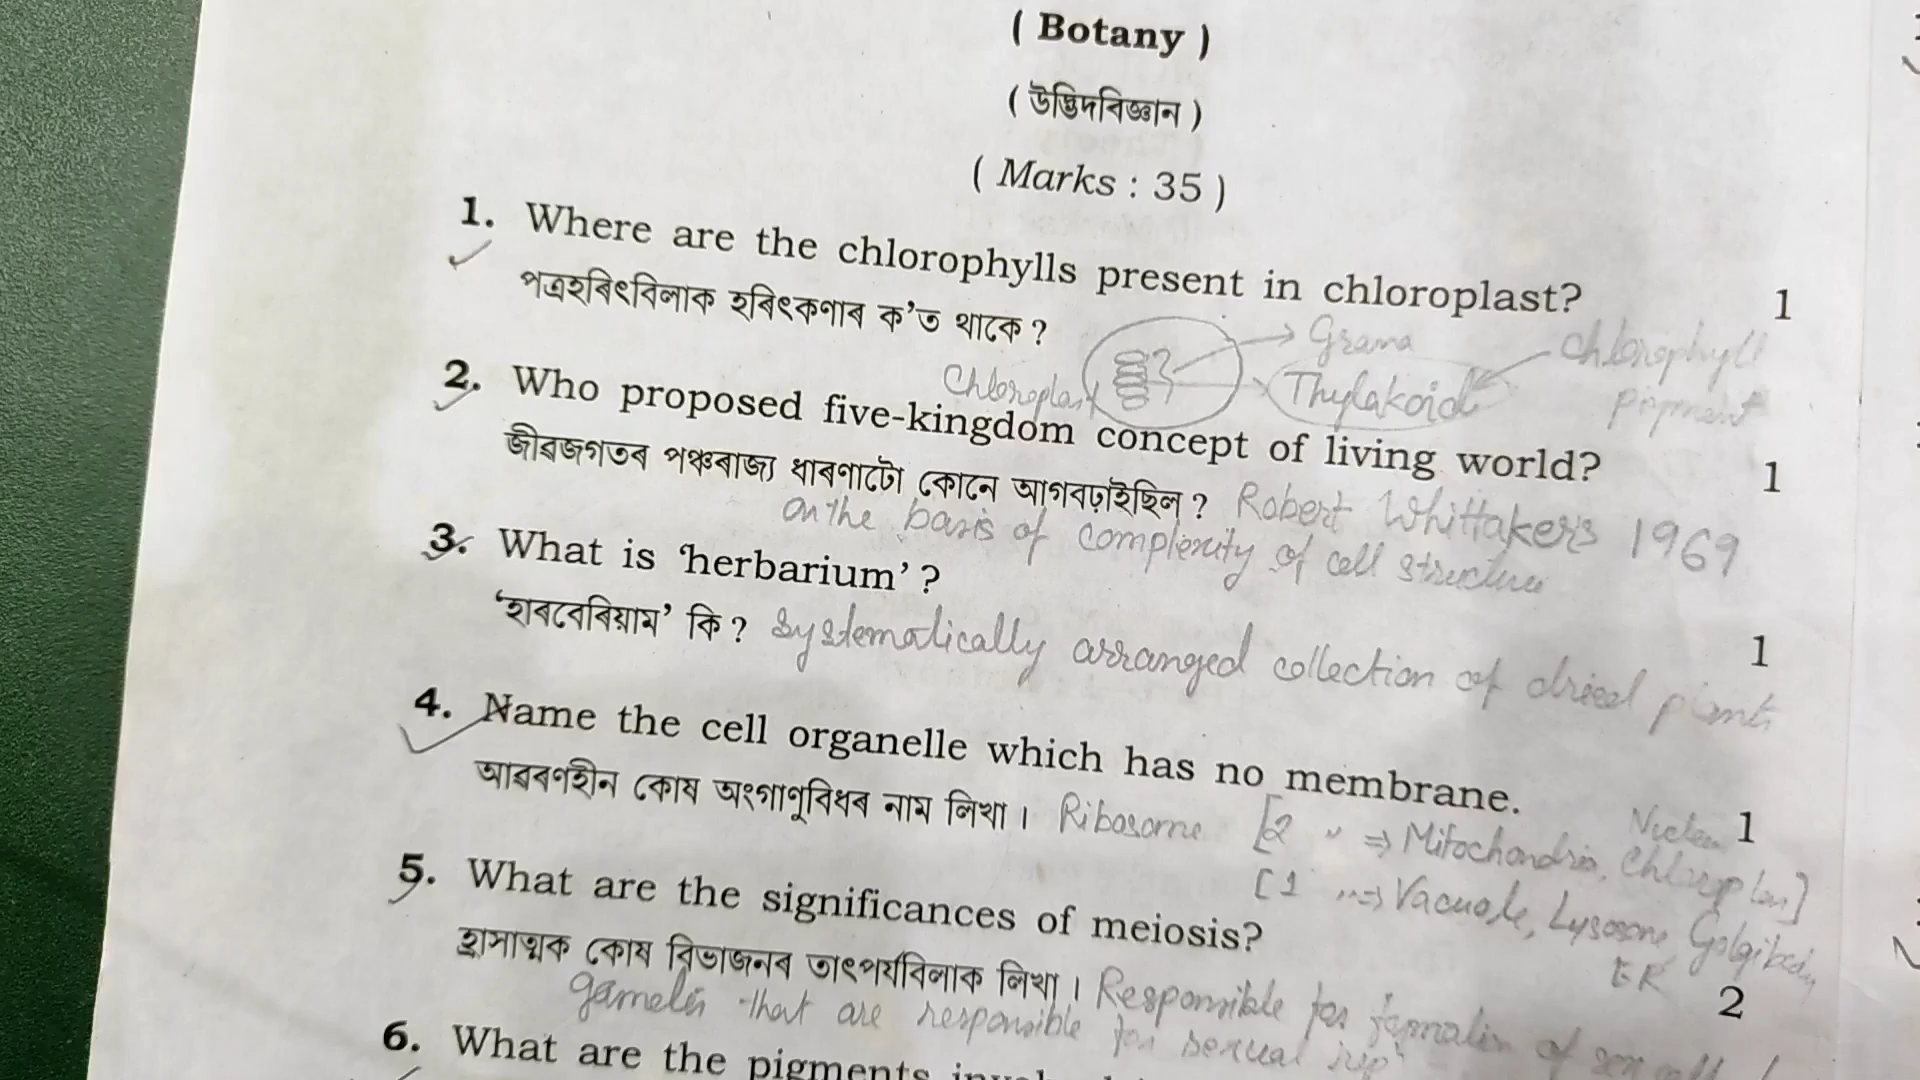 ( Botany )
( উদ্ভিদবিজ্ঞান )
( Marks : 35 )
1. Where are the chlorophylls present in chloroplast? 1
পত্ৰহৰিৎবিলাক হৰিৎকণাৰ ক’ত থাকে ?
Grana
Chlorophyll
Chloroplast
Thylakoid
pigment
2. Who proposed five-kingdom concept of living world? 1
জীৱজগতৰ পঞ্চৰাজ্য ধাৰণাটো কোনে আগবঢ়াইছিল ? Robert Whittakers 1969
on the basis of complexity of cell structure
3. What is ‘herbarium’ ? 1
‘হাৰবেৰিয়াম’ কি ? Systematically arranged collection of dried plants
4. Name the cell organelle which has no membrane. 1
আৱৰণহীন কোষ অংগাণুবিধৰ নাম লিখা । Ribosome [2 " ⇒ Mitochondria,
[1 ⇒ Vacuole, Lysosome, Golgibody
ER
5. What are the significances of meiosis? 2
হ্ৰাসাত্মক কোষ বিভাজনৰ তাৎপৰ্যবিলাক লিখা । Responsible for formation of
that are responsible for sexual
6. What are the pigments